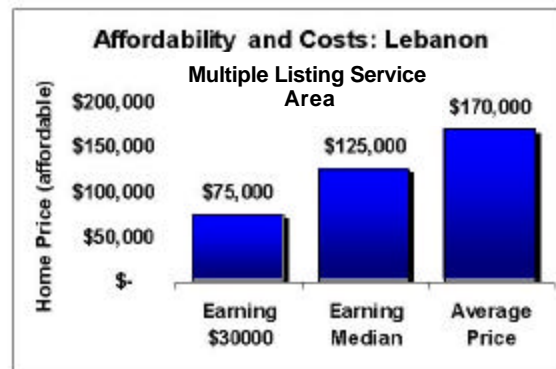 Affordability and Costs: Lebanon
Multiple Listing Service
Area
Home Price (affordable)
$200,000
$150,000
$100,000
$50,000
$-
$75,000
$125,000
$170,000
Earning
$30000
Earning
Median
Average
Price